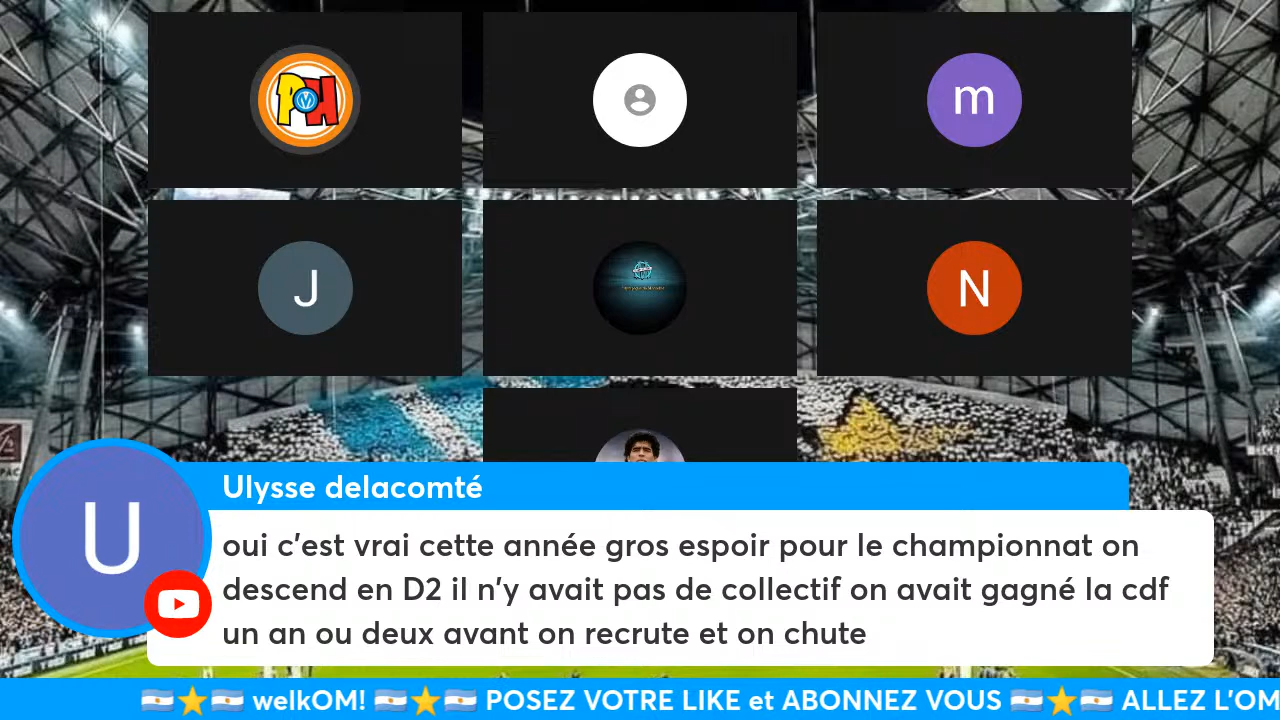 PH
m
J
N
U
Ulysse delacomté
oui c'est vrai cette année gros espoir pour le championnat on
descend en D2 il n'y avait pas de collectif on avait gagné la cdf
un an ou deux avant on recrute et on chute
welkOM! POSEZ VOTRE LIKE et ABONNEZ VOUS ALLEZ L'OM
PAC